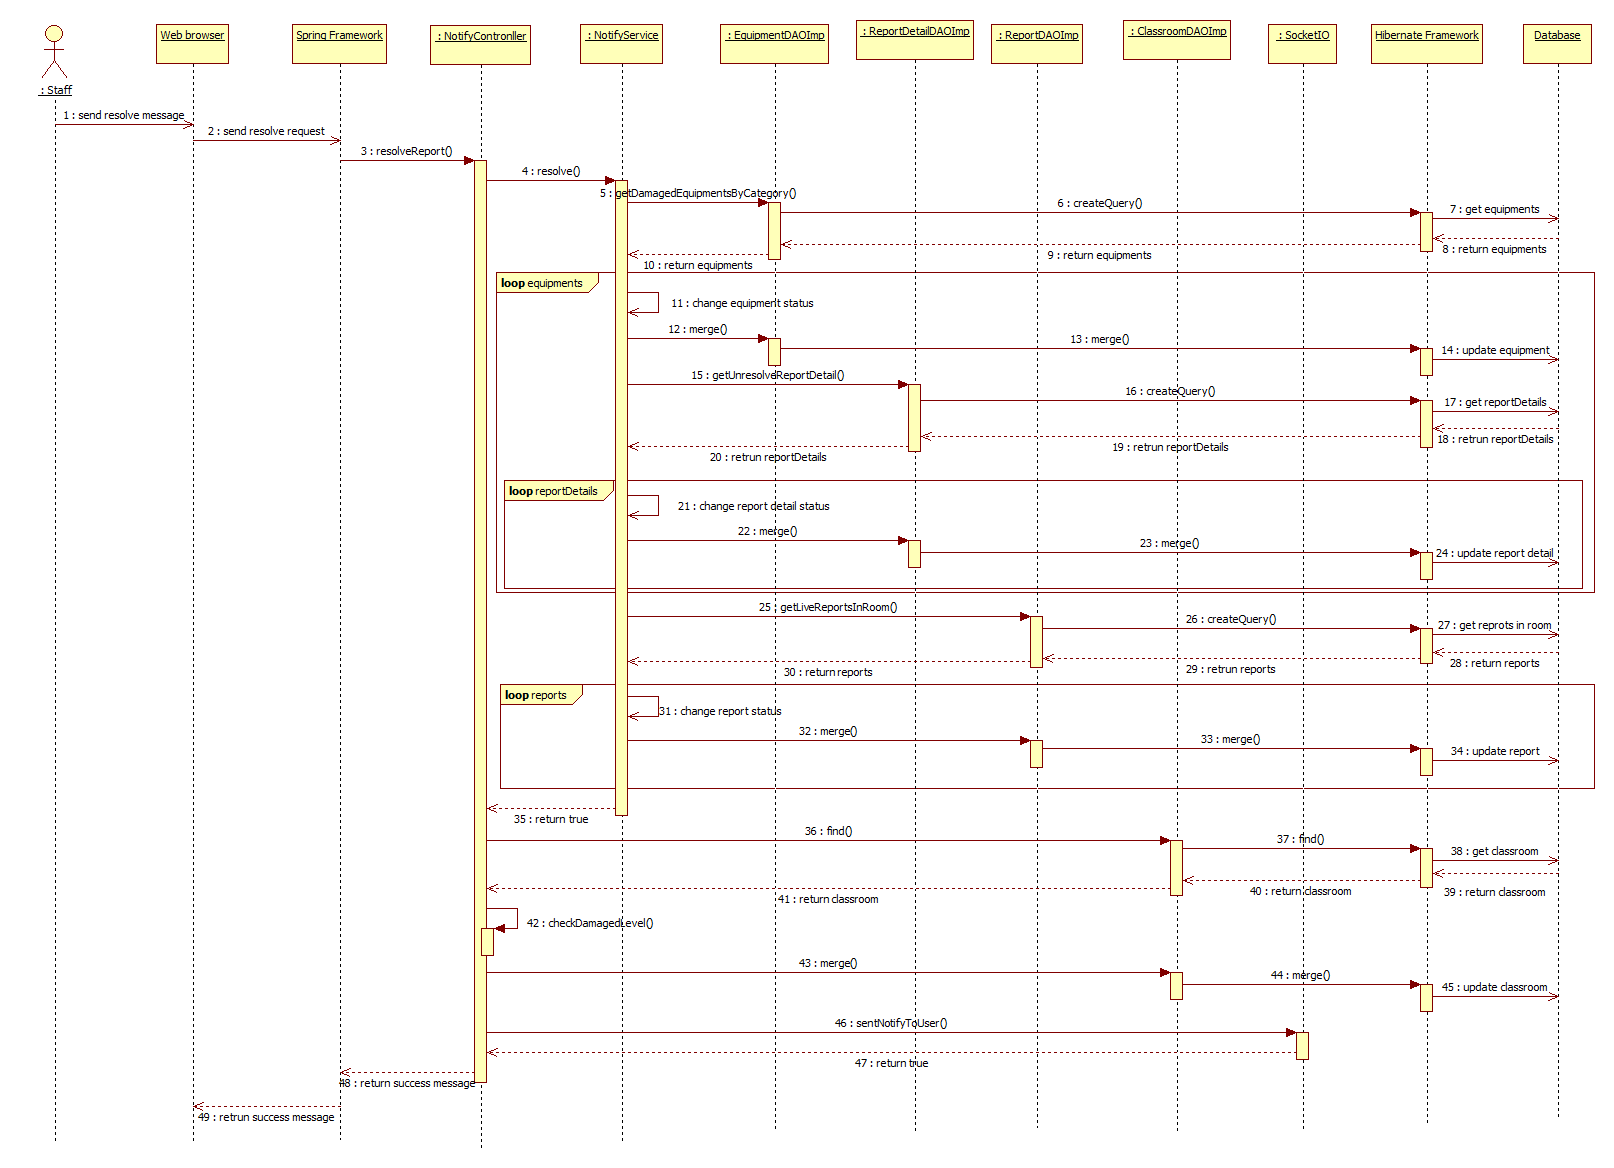 Web browser
Spring Framework
: NotifyContronller
: NotifyService
: EquipmentDAOImp
: ReportDetailDAOImp
: ReportDAOImp
: ClassroomDAOImp
: SocketIO
Hibernate Framework
Database
: Staff
1 : send resolve message
2 : send resolve request
3 : resolveReport()
4 : resolve()
5 : getDamagedEquipmentsByCategory()
6 : createQuery()
7 : get equipments
8 : return equipments
9 : return equipments
10 : return equipments
loop equipments
11 : change equipment status
12 : merge()
13 : merge()
14 : update equipment
15 : getUnresolveReportDetail()
16 : createQuery()
17 : get reportDetails
18 : retrun reportDetails
19 : retrun reportDetails
20 : retrun reportDetails
loop reportDetails
21 : change report detail status
22 : merge()
23 : merge()
24 : update report detail
25 : getLiveReportsInRoom()
26 : createQuery()
27 : get reprots in room
28 : return reports
29 : retrun reports
30 : return reports
loop reports
31 : change report status
32 : merge()
33 : merge()
34 : update report
35 : return true
36 : find()
37 : find()
38 : get classroom
39 : return classroom
40 : return classroom
41 : return classroom
42 : checkDamagedLevel()
43 : merge()
44 : merge()
45 : update classroom
46 : sentNotifyToUser()
47 : return true
48 : return success message
49 : retrun success message